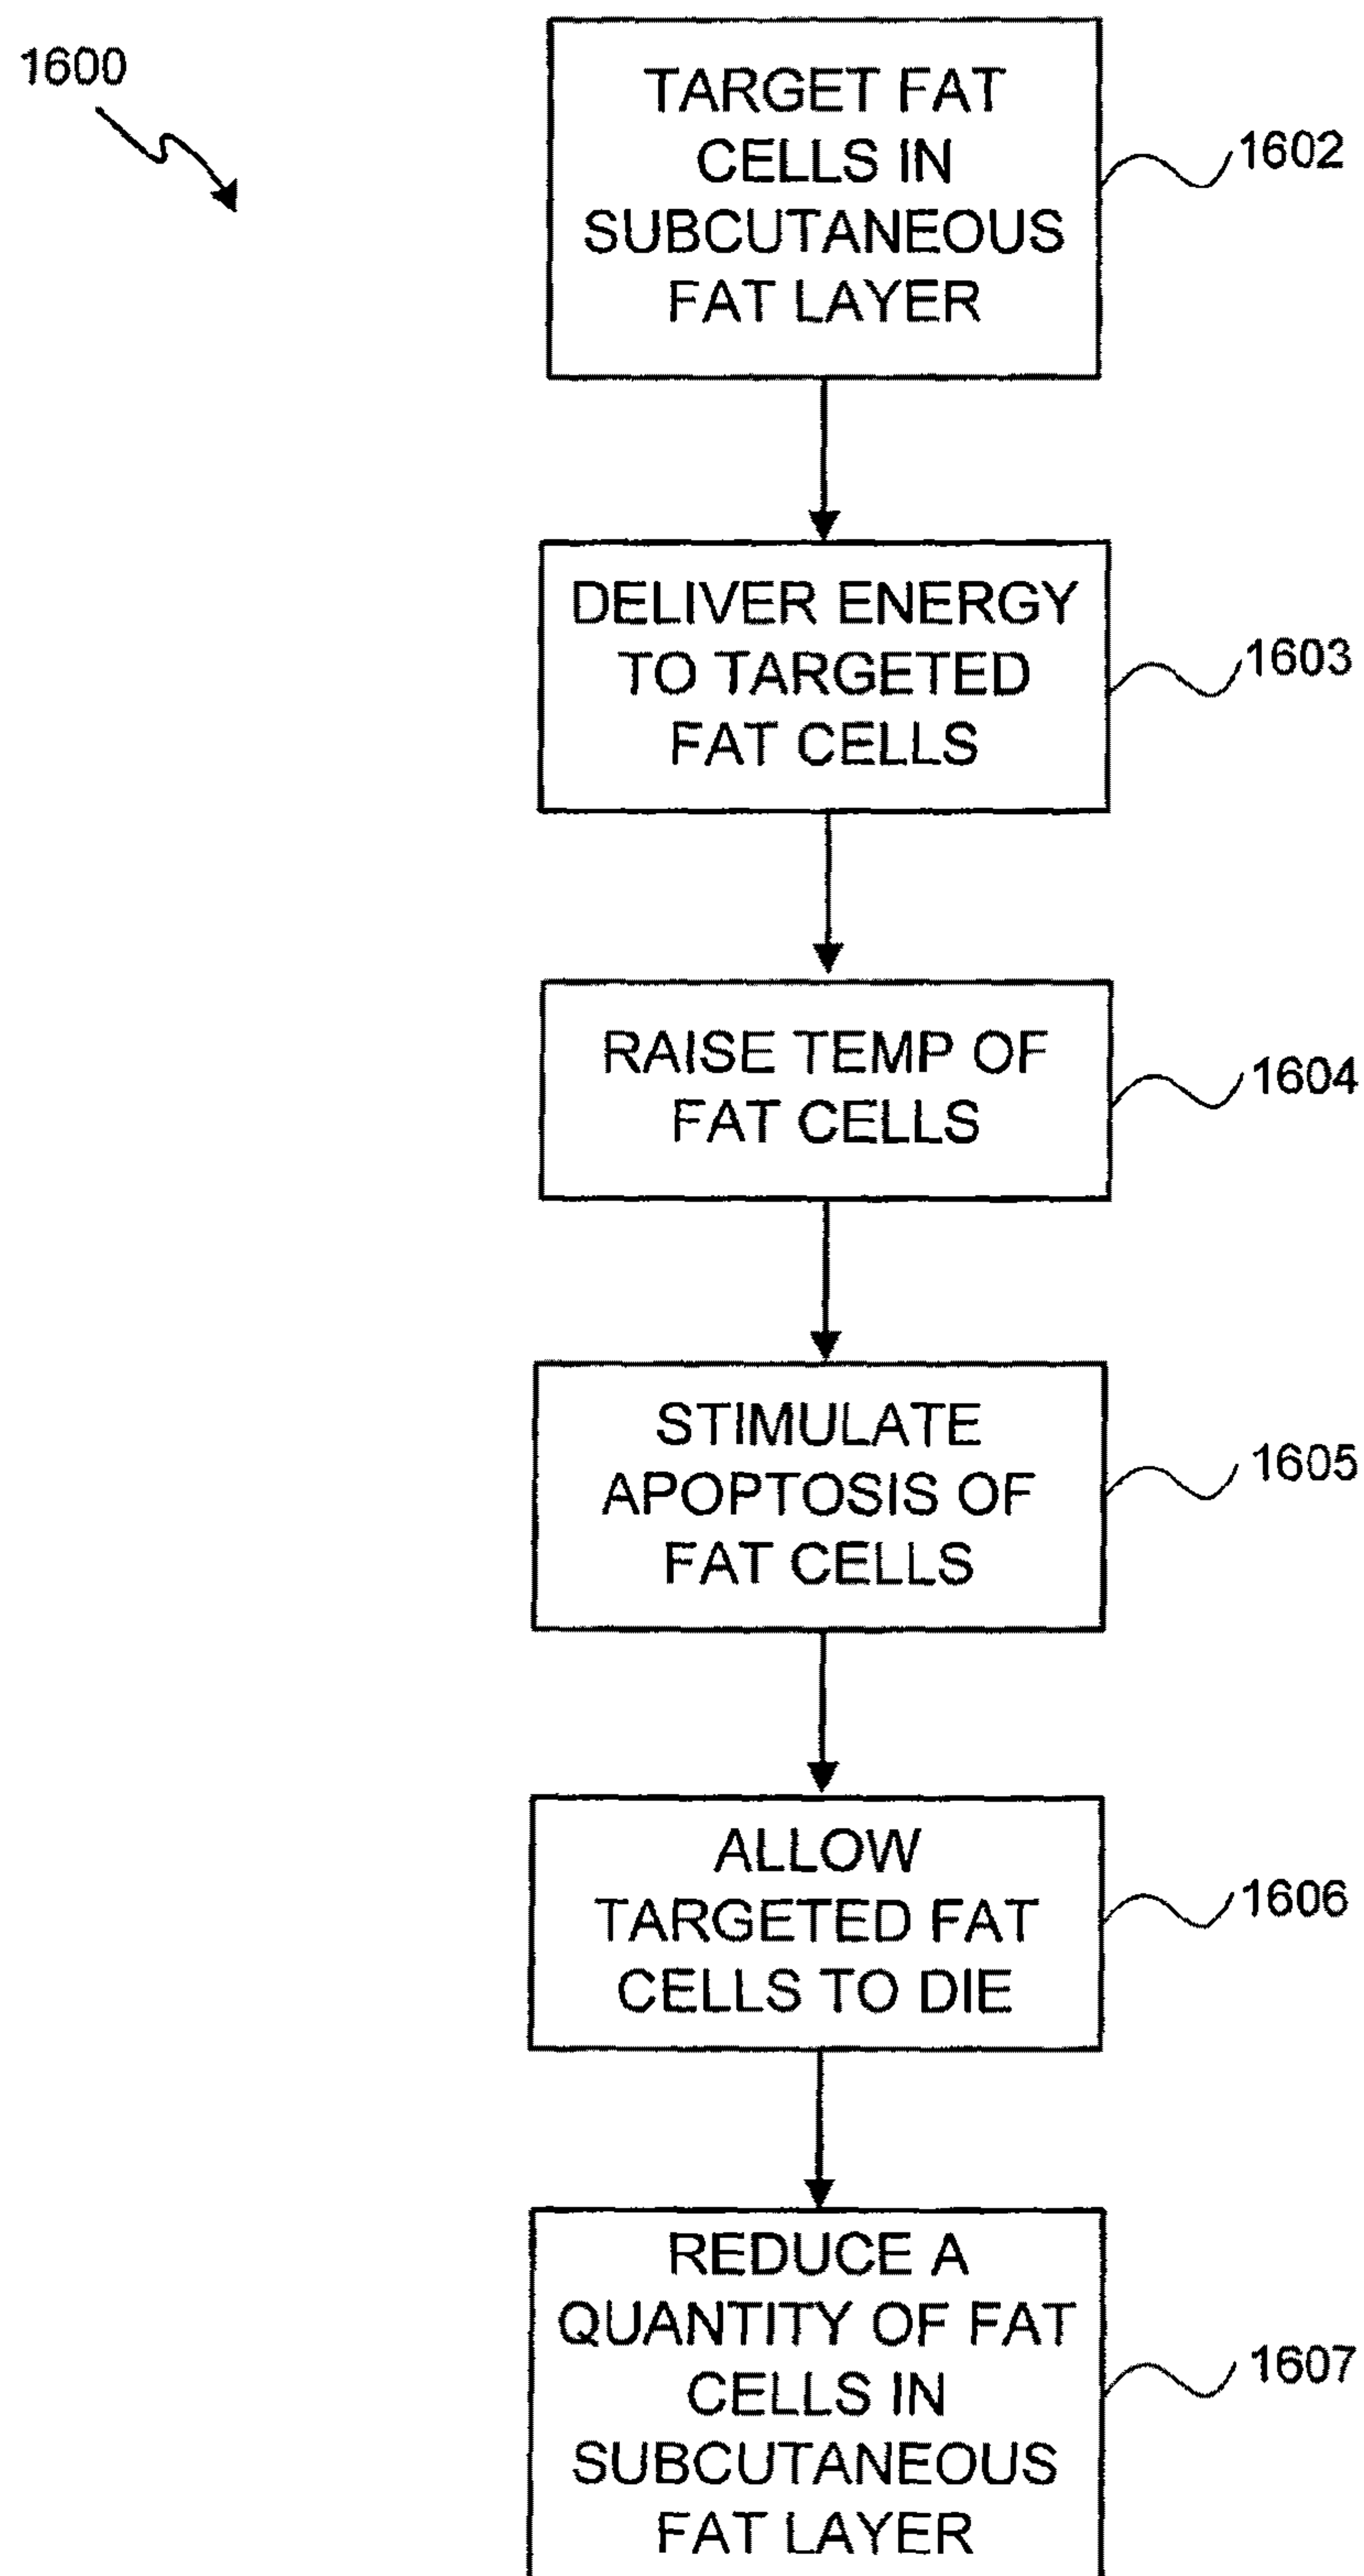 1600
TARGET FAT
CELLS IN
SUBCUTANEOUS
FAT LAYER
1602
DELIVER ENERGY
TO TARGETED
FAT CELLS
1603
RAISE TEMP OF
FAT CELLS
1604
STIMULATE
APOPTOSIS OF
FAT CELLS
1605
ALLOW
TARGETED FAT
CELLS TO DIE
1606
REDUCE A
QUANTITY OF FAT
CELLS IN
SUBCUTANEOUS
FAT LAYER
1607